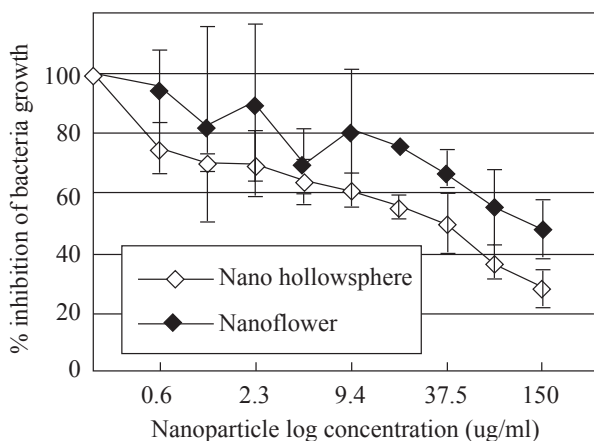 % inhibition of bacteria growth
100
80
60
40
20
0
Nano hollowsphere
Nanoflower
0.6 2.3 9.4 37.5 150
Nanoparticle log concentration (ug/ml)